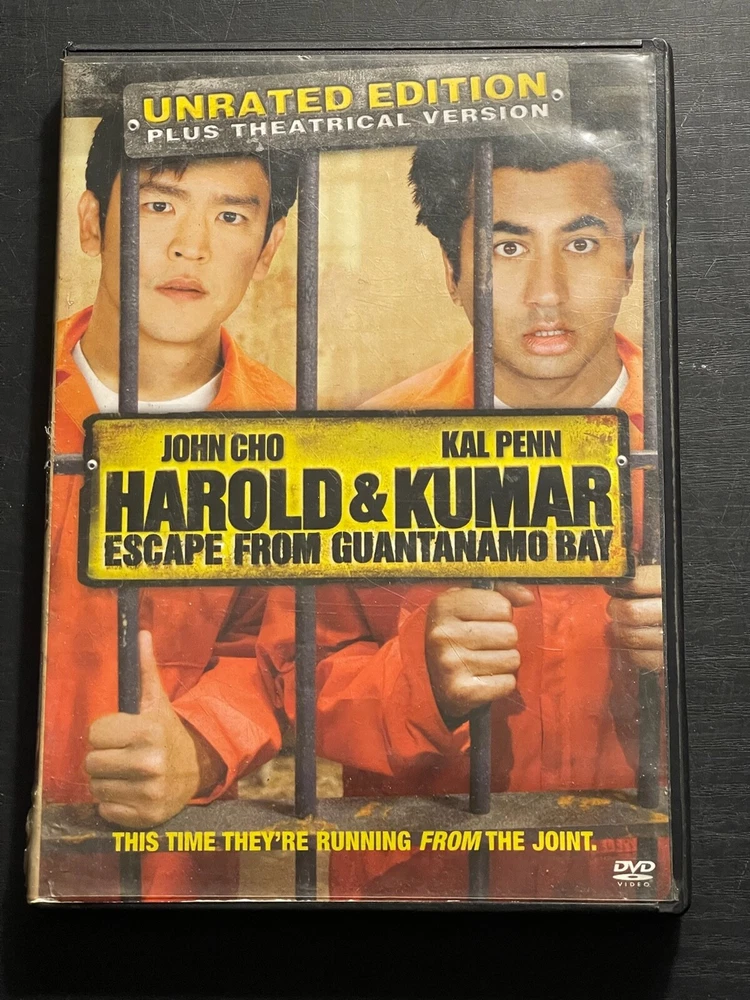 UNRATED EDITION
PLUS THEATRICAL VERSION
JOHN CHO KAL PENN
HAROLD & KUMAR
ESCAPE FROM GUANTANAMO BAY
THIS TIME THEY'RE RUNNING FROM THE JOINT.
DVD
VIDEO